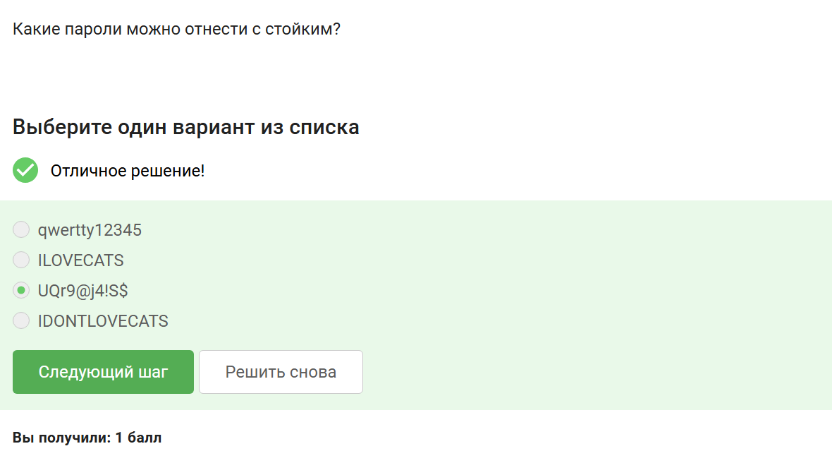 Какие пароли можно отнести с стойким?
Выберите один вариант из списка
Отличное решение!
qwertty12345
ILOVECATS
UQr9@j4!S$
IDONTLOVECATS
Следующий шаг Решить снова
Вы получили: 1 балл